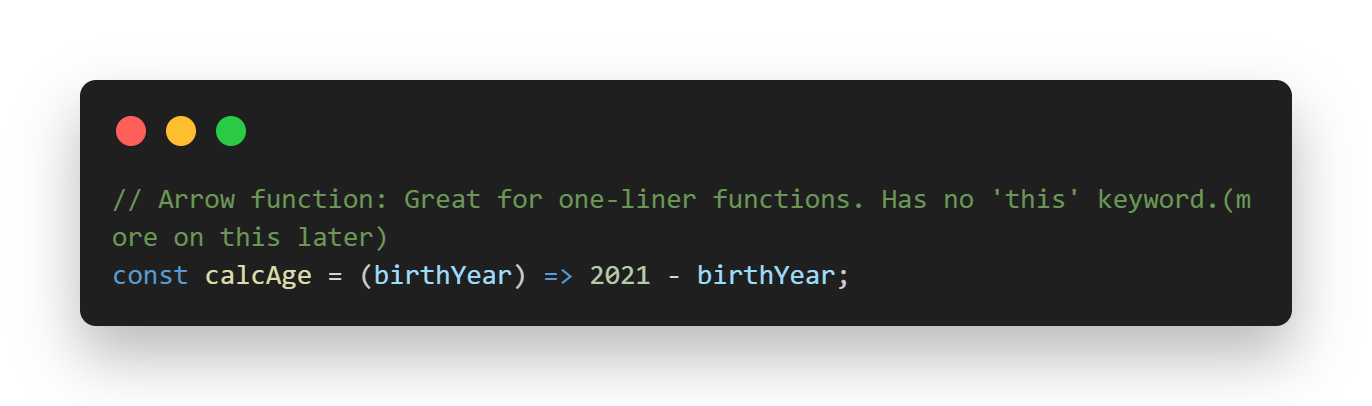 // Arrow function: Great for one-liner functions. Has no 'this' keyword.(m
ore on this later)
const calcAge = (birthYear) => 2021 - birthYear;